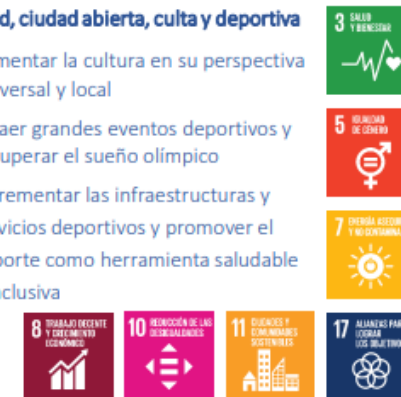 d, ciudad abierta, culta y deportiva
mentar la cultura en su perspectiva
versal y local
aer grandes eventos deportivos y
uperar el sueño olímpico
rementar las infraestructuras y
vicios deportivos y promover el
porte como herramienta saludable
nclusiva
3 SALUD
Y BIENESTAR
5 IGUALDAD
DE GÉNERO
7 ENERGÍA ASEQUI
Y NO CONTAMINA
8 TRABAJO DECENTE
Y CRECIMIENTO
ECONÓMICO
10 REDUCCIÓN DE LAS
DESIGUALDADES
11 CIUDADES Y
COMUNIDADES
SOSTENIBLES
17 ALIANZAS PAR
LOGRAR
LOS OBJETIVO